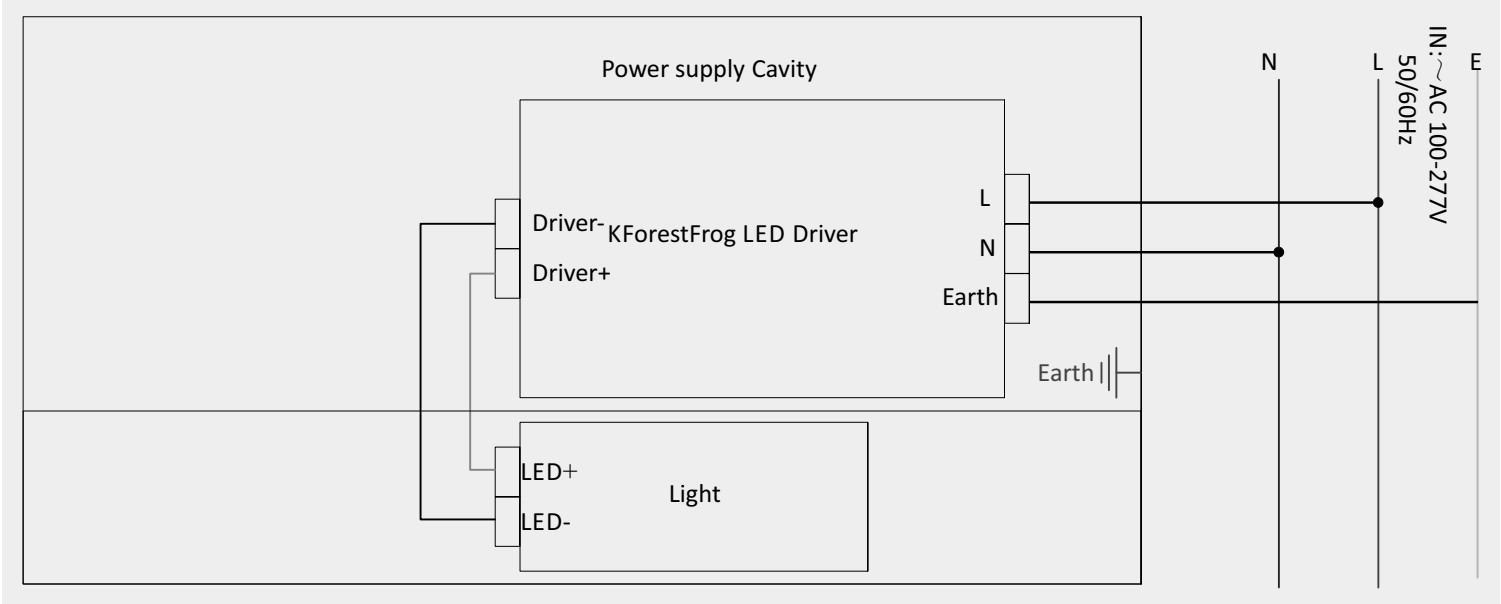 Power supply Cavity
N
L
E
IN:～AC 100-277V
50/60Hz
L
Driver-
KForestFrog LED Driver
N
Driver+
Earth
Earth
LED+
Light
LED-